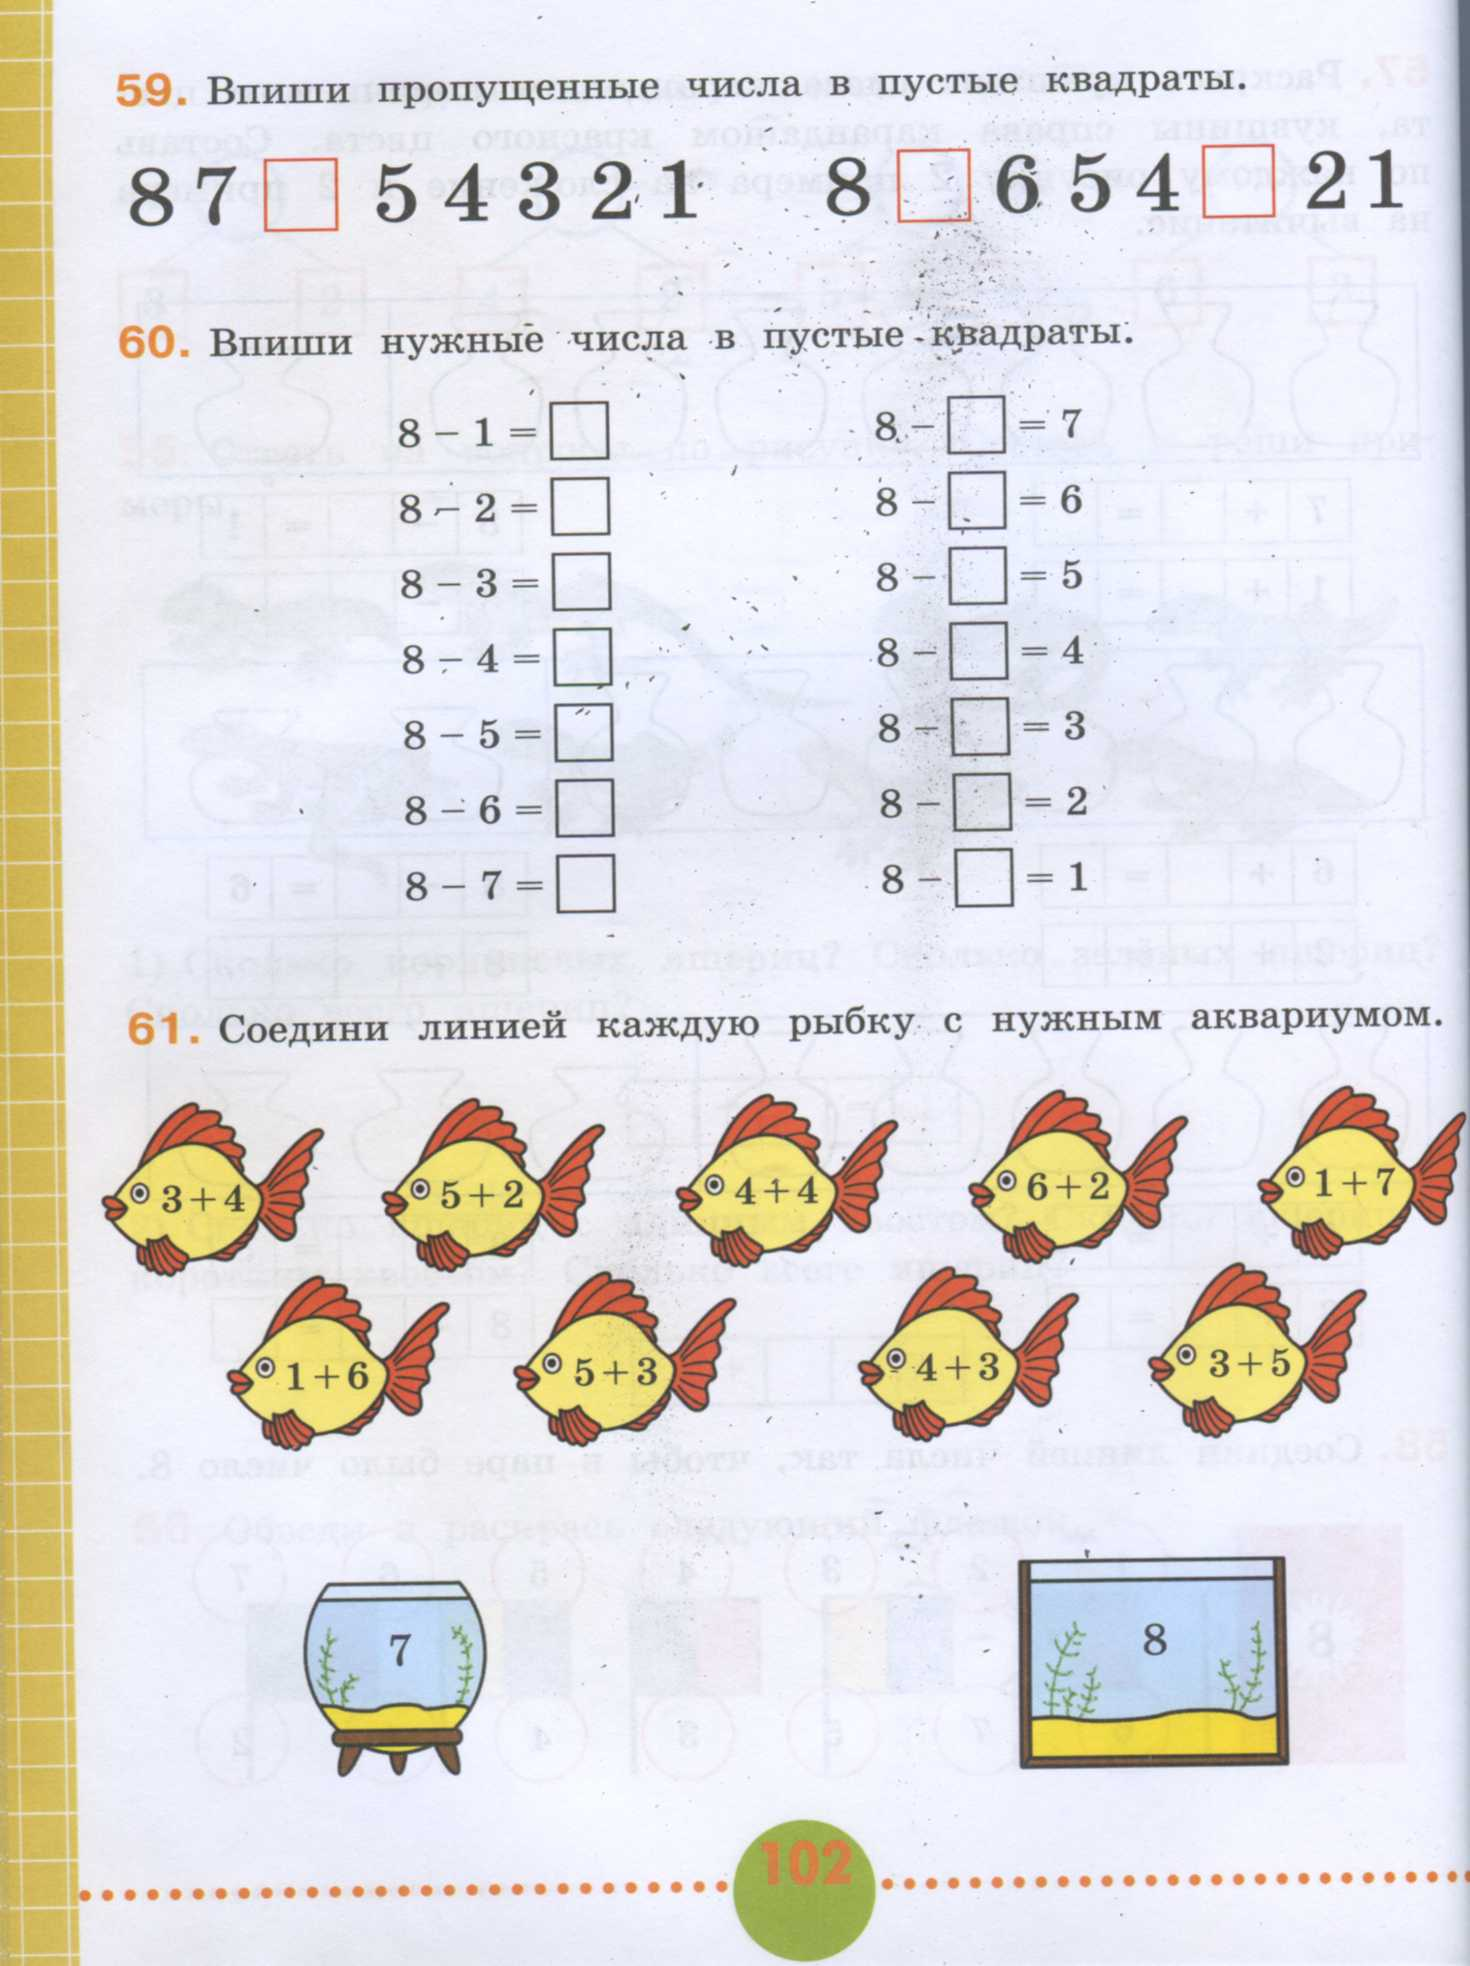 59. Впиши пропущенные числа в пустые квадраты.
8 7 5 4 3 2 1 8 6 5 4 2 1
60. Впиши нужные числа в пустые квадраты.
8 – 1 = 8 – = 7
8 – 2 = 8 – = 6
8 – 3 = 8 – = 5
8 – 4 = 8 – = 4
8 – 5 = 8 – = 3
8 – 6 = 8 – = 2
8 – 7 = 8 – = 1
61. Соедини линией каждую рыбку с нужным аквариумом.
3 + 4 5 + 2 4 + 4 6 + 2 1 + 7
1 + 6 5 + 3 4 + 3 3 + 5
7 8
102